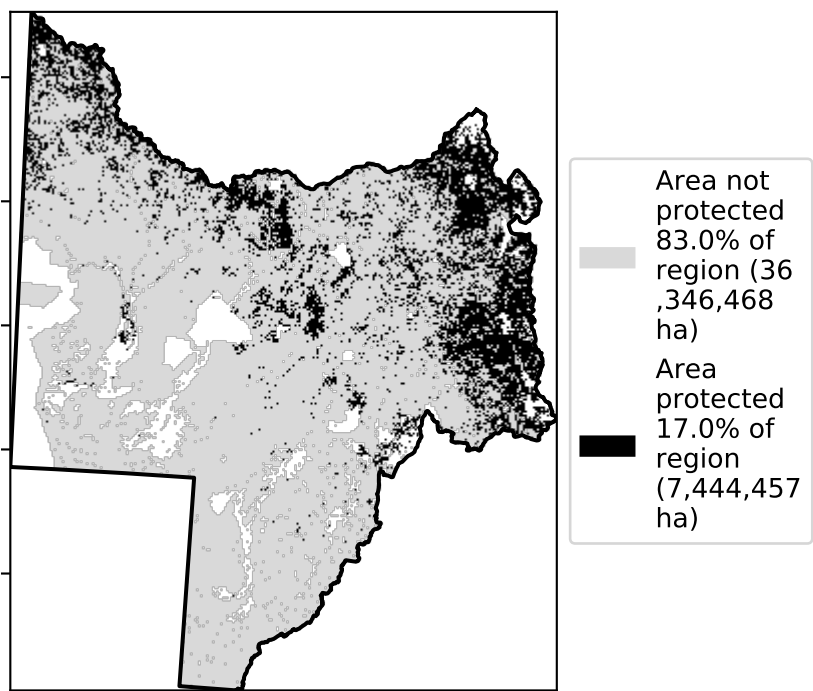 Area not
protected
83.0% of
region (36
,346,468
ha)
Area
protected
17.0% of
region
(7,444,457
ha)